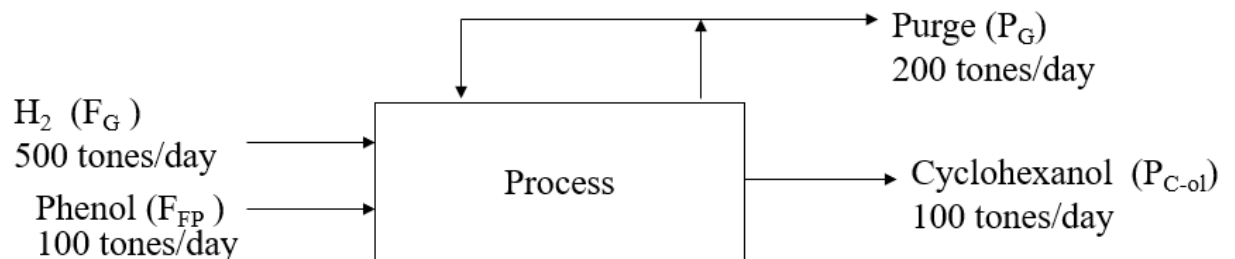 Purge (P_G)
200 tones/day
H₂ (F_G )
500 tones/day
Process
Cyclohexanol (P_C-ol)
100 tones/day
Phenol (F_FP )
100 tones/day